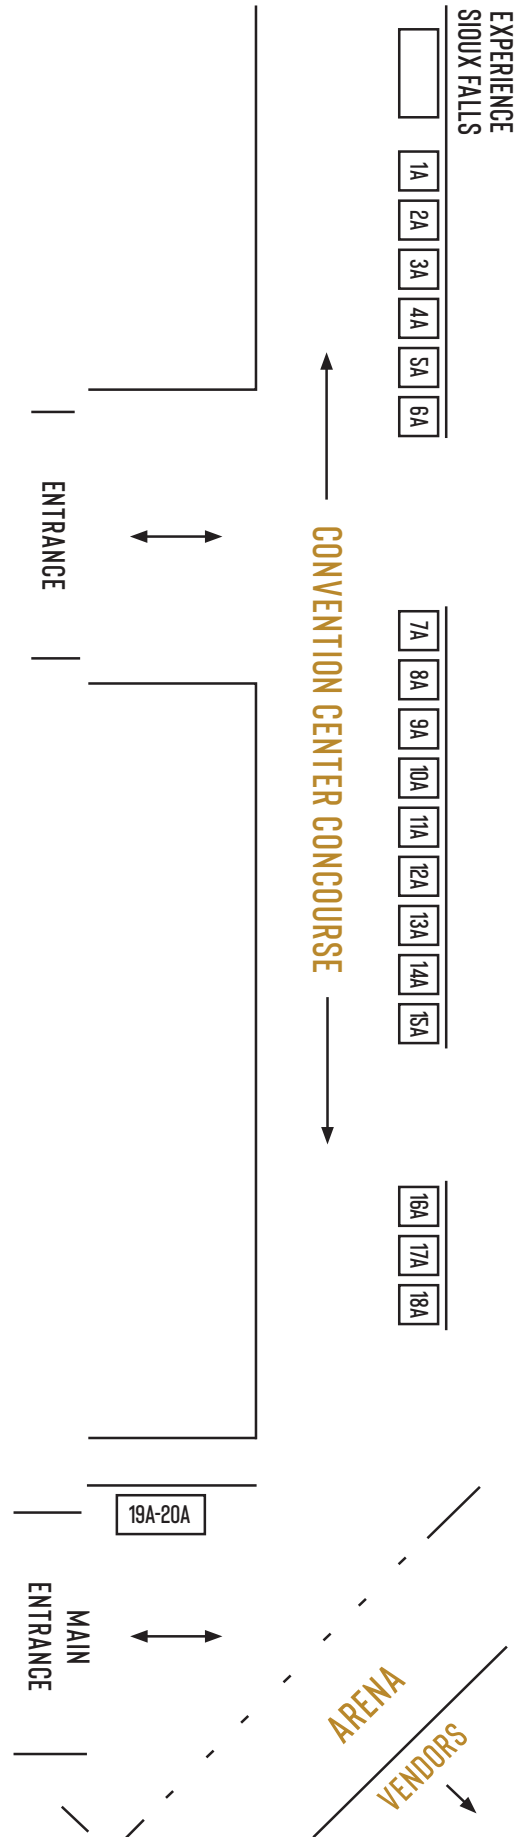 EXPERIENCE
SIOUX FALLS
1A
2A
3A
4A
5A
6A
ENTRANCE
CONVENTION CENTER CONCOURSE
7A
8A
9A
10A
11A
12A
13A
14A
15A
16A
17A
18A
19A-20A
MAIN
ENTRANCE
ARENA
VENDORS